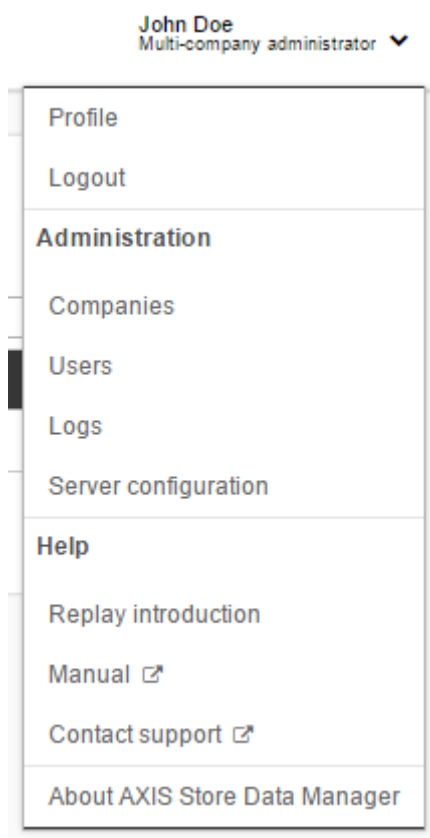 John Doe
Multi-company administrator
Profile
Logout
Administration
Companies
Users
Logs
Server configuration
Help
Replay introduction
Manual
Contact support
About AXIS Store Data Manager